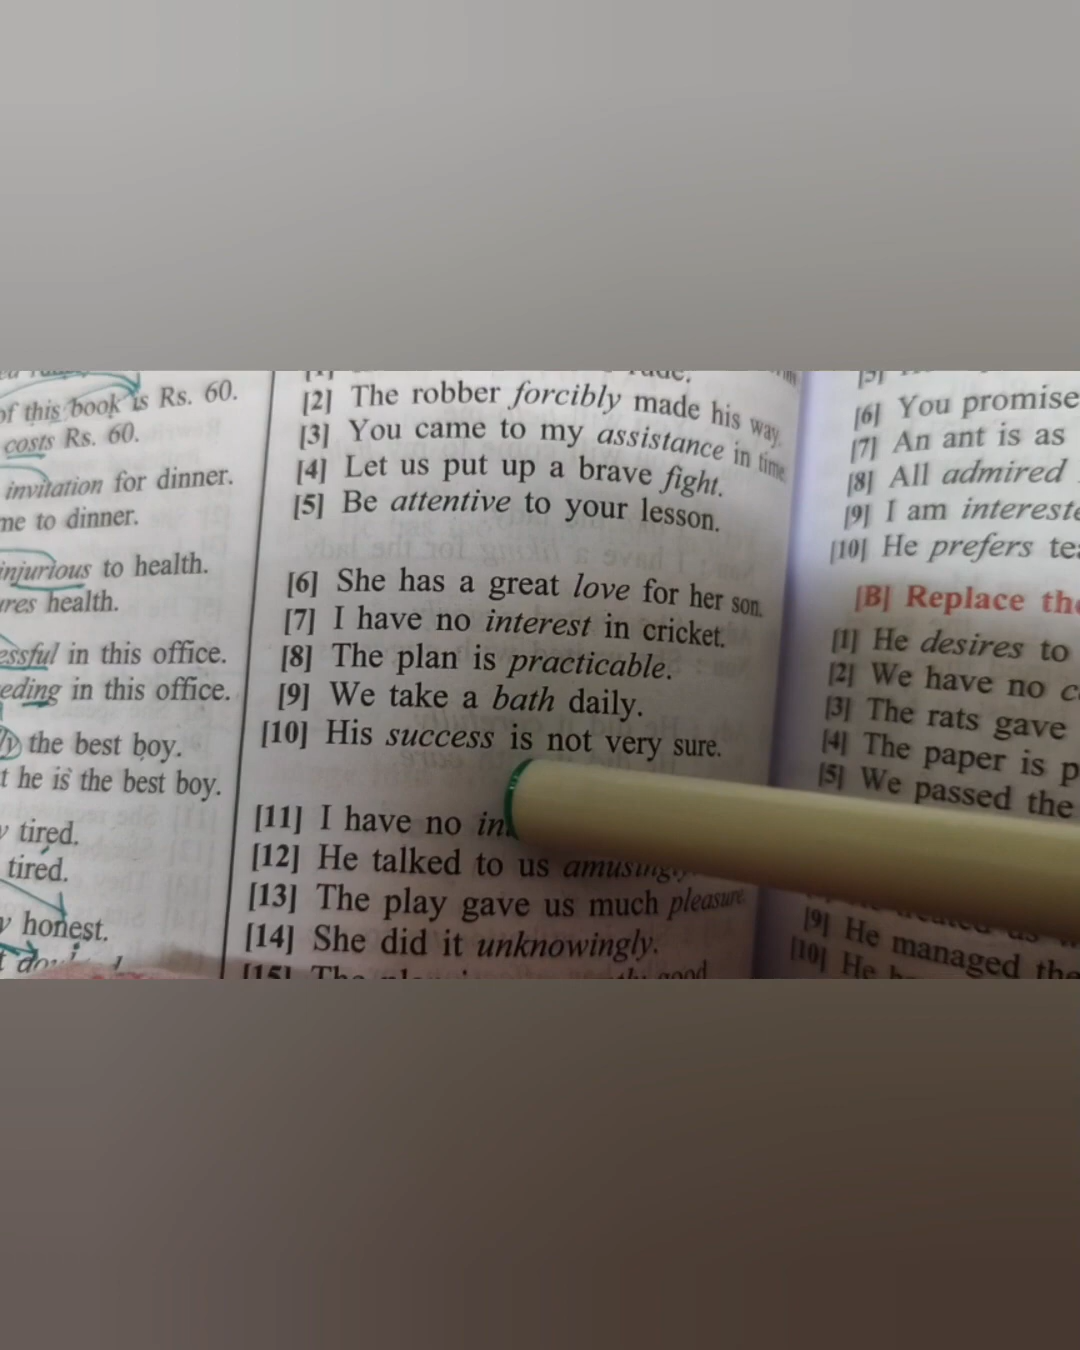 of this book is Rs. 60.
costs Rs. 60.
invitation for dinner.
me to dinner.
injurious to health.
health.
in this office.
in this office.
the best boy.
t he is the best boy.
tired.
tired.
honest.
[2] The robber forcibly made his way.
[3] You came to my assistance in time
[4] Let us put up a brave fight.
[5] Be attentive to your lesson.
[6] She has a great love for her son.
[7] I have no interest in cricket.
[8] The plan is practicable.
[9] We take a bath daily.
[10] His success is not very sure.
[11] I have no in
[12] He talked to us amusingly
[13] The play gave us much pleasure
[14] She did it unknowingly.
[15] The good
[5]
[6] You promise
[7] An ant is as
[8] All admired
[9] I am intereste
[10] He prefers tea
[B] Replace the
[1] He desires to
[2] We have no c
[3] The rats gave
[4] The paper is p
[5] We passed the
[9] He managed the
[10] He